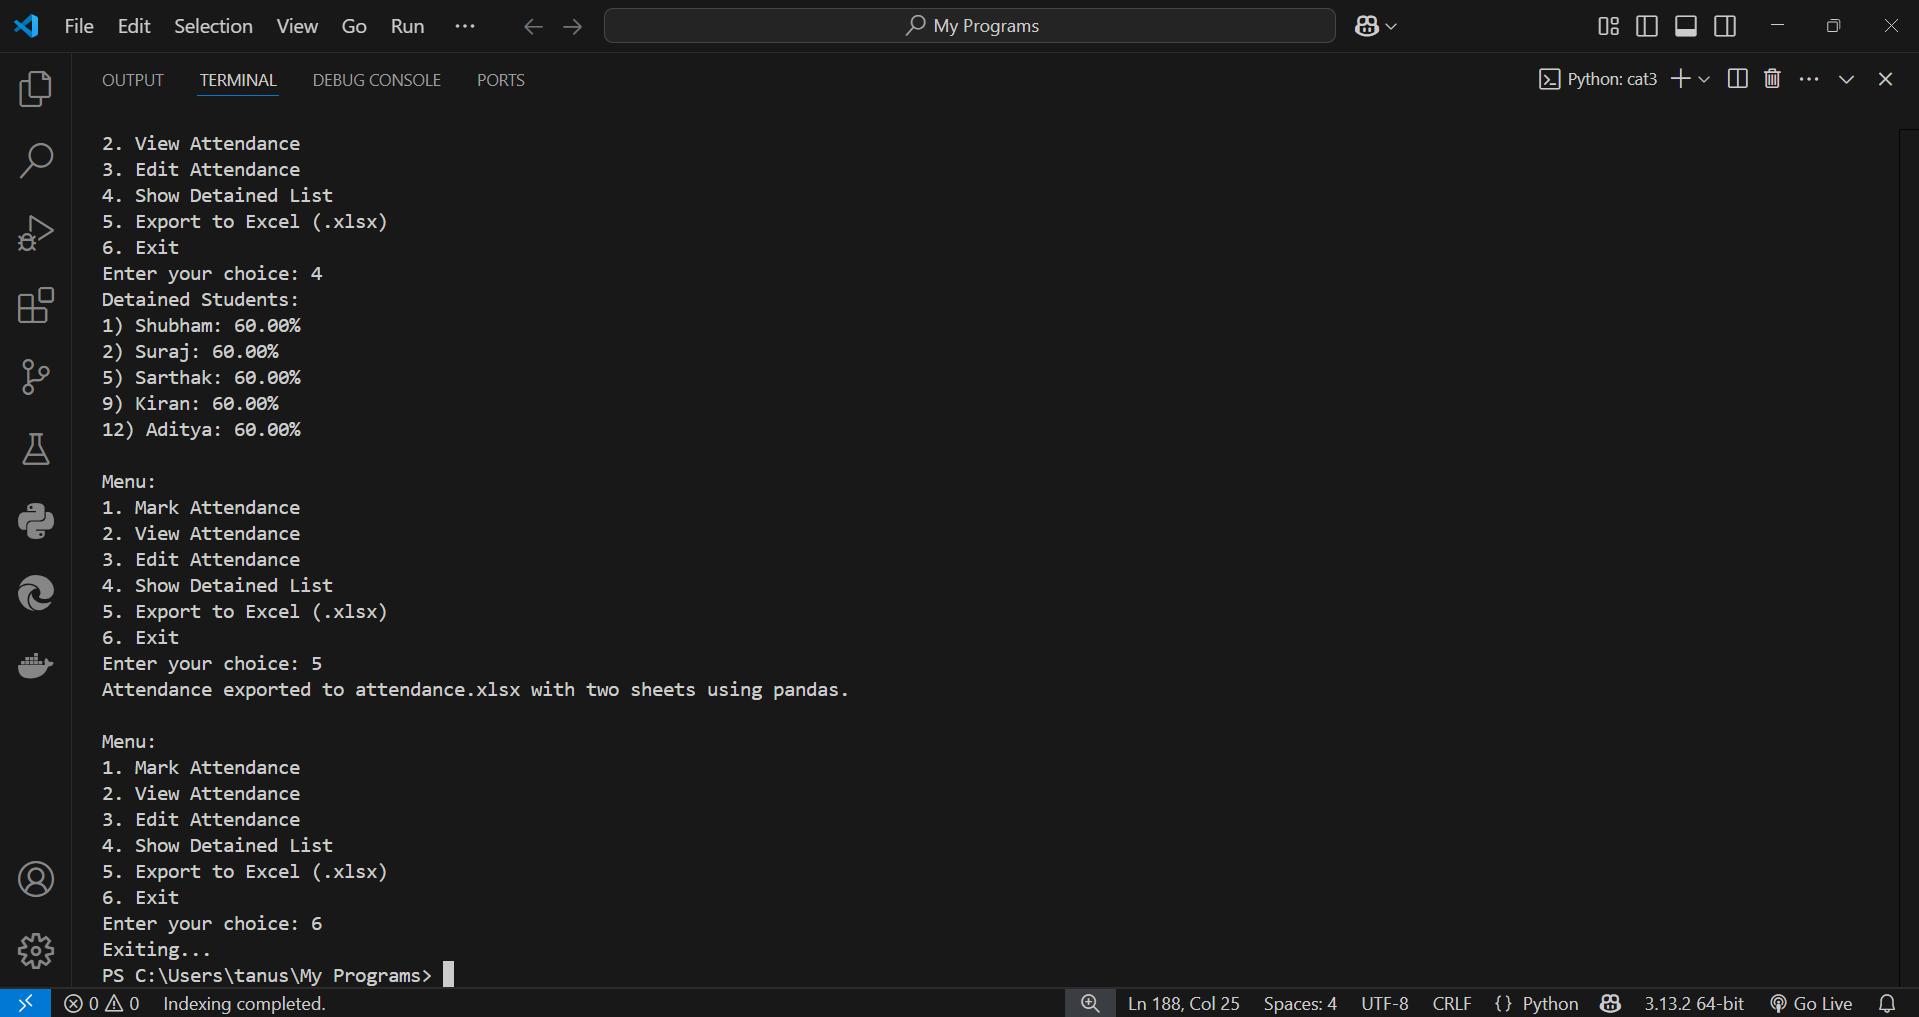 File Edit Selection View Go Run ··· My Programs
OUTPUT TERMINAL DEBUG CONSOLE PORTS Python: cat3
2. View Attendance
3. Edit Attendance
4. Show Detained List
5. Export to Excel (.xlsx)
6. Exit
Enter your choice: 4
Detained Students:
1) Shubham: 60.00%
2) Suraj: 60.00%
5) Sarthak: 60.00%
9) Kiran: 60.00%
12) Aditya: 60.00%
Menu:
1. Mark Attendance
2. View Attendance
3. Edit Attendance
4. Show Detained List
5. Export to Excel (.xlsx)
6. Exit
Enter your choice: 5
Attendance exported to attendance.xlsx with two sheets using pandas.
Menu:
1. Mark Attendance
2. View Attendance
3. Edit Attendance
4. Show Detained List
5. Export to Excel (.xlsx)
6. Exit
Enter your choice: 6
Exiting...
PS C:\Users\tanus\My Programs>
0 0 Indexing completed. Ln 188, Col 25 Spaces: 4 UTF-8 CRLF {} Python 3.13.2 64-bit Go Live